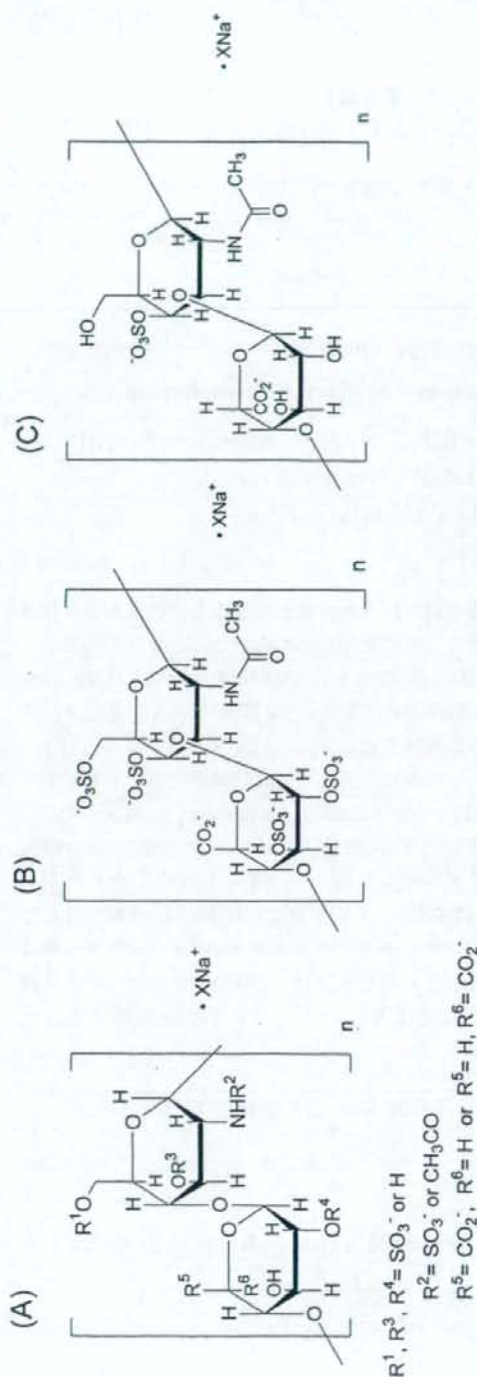 (A)
R¹O
H
O
H
H
OR³
H
NHR²
O
R⁵
R⁶
O
H
OH
H
H
OR⁴
O
n
• XNa⁺
R¹, R³, R⁴= SO₃⁻ or H
R²= SO₃⁻ or CH₃CO
R⁵= CO₂⁻, R⁶= H or R⁵= H, R⁶= CO₂⁻
(B)
⁻O₃SO
⁻O₃SO
O
O
H
H
H
H
HN
CH₃
O
CO₂⁻
H
O
OSO₃⁻
H
H
H
OSO₃⁻
O
n
• XNa⁺
(C)
HO
⁻O₃SO
O
O
H
H
H
H
HN
CH₃
O
H
CO₂⁻
O
OH
H
H
H
OH
O
n
• XNa⁺